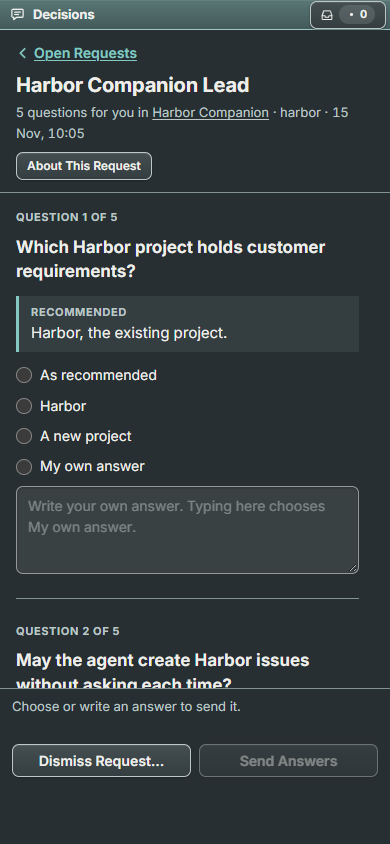 Decisions
• 0
Open Requests
Harbor Companion Lead
5 questions for you in Harbor Companion · harbor · 15
Nov, 10:05
About This Request
QUESTION 1 OF 5
Which Harbor project holds customer
requirements?
RECOMMENDED
Harbor, the existing project.
As recommended
Harbor
A new project
My own answer
Write your own answer. Typing here chooses
My own answer.
QUESTION 2 OF 5
May the agent create Harbor issues
without asking each time?
Choose or write an answer to send it.
Dismiss Request...
Send Answers